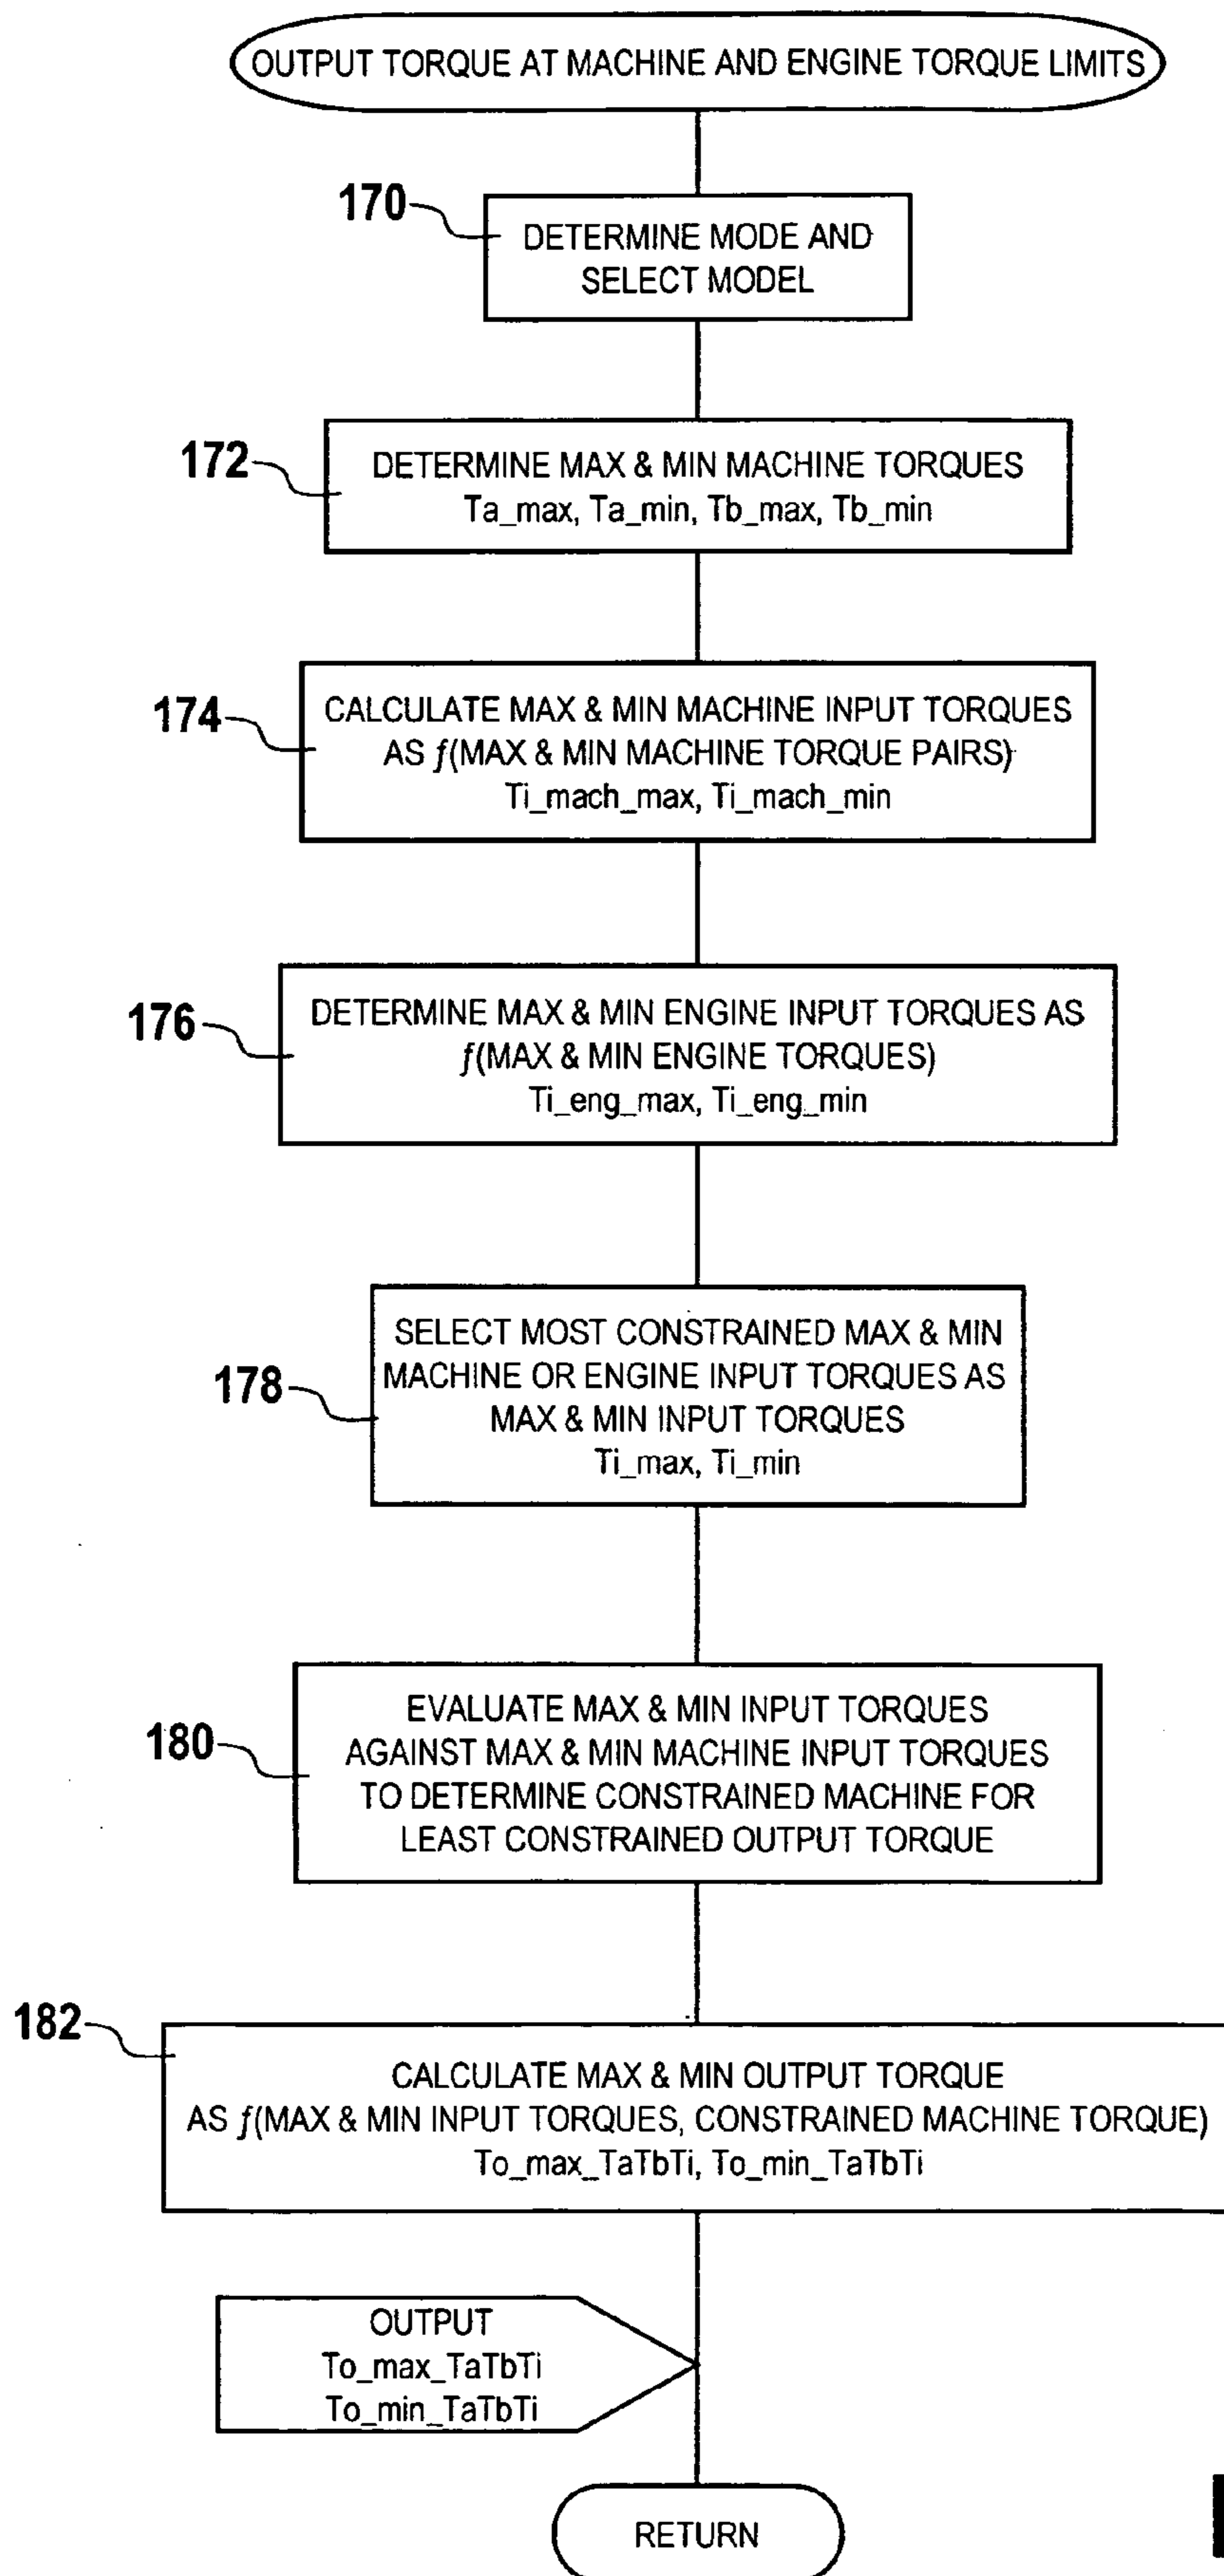 OUTPUT TORQUE AT MACHINE AND ENGINE TORQUE LIMITS
170
DETERMINE MODE AND
SELECT MODEL
172
DETERMINE MAX & MIN MACHINE TORQUES
Ta_max, Ta_min, Tb_max, Tb_min
174
CALCULATE MAX & MIN MACHINE INPUT TORQUES
AS f(MAX & MIN MACHINE TORQUE PAIRS)
Ti_mach_max, Ti_mach_min
176
DETERMINE MAX & MIN ENGINE INPUT TORQUES AS
f(MAX & MIN ENGINE TORQUES)
Ti_eng_max, Ti_eng_min
178
SELECT MOST CONSTRAINED MAX & MIN
MACHINE OR ENGINE INPUT TORQUES AS
MAX & MIN INPUT TORQUES
Ti_max, Ti_min
180
EVALUATE MAX & MIN INPUT TORQUES
AGAINST MAX & MIN MACHINE INPUT TORQUES
TO DETERMINE CONSTRAINED MACHINE FOR
LEAST CONSTRAINED OUTPUT TORQUE
182
CALCULATE MAX & MIN OUTPUT TORQUE
AS f(MAX & MIN INPUT TORQUES, CONSTRAINED MACHINE TORQUE)
To_max_TaTbTi, To_min_TaTbTi
OUTPUT
To_max_TaTbTi
To_min_TaTbTi
RETURN